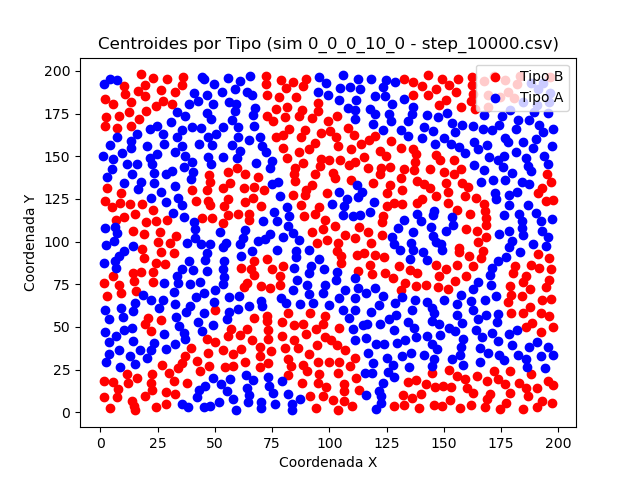 Centroides por Tipo (sim 0_0_0_10_0 - step_10000.csv)
Tipo B
Tipo A
200
175
150
125
100
75
50
25
0
Coordenada Y
0 25 50 75 100 125 150 175 200
Coordenada X